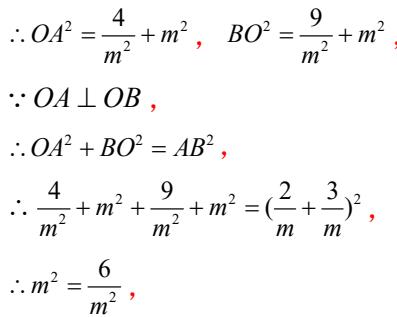 ∴OA² = 4/m² + m²， BO² = 9/m² + m²，
∵ OA ⊥ OB，
∴OA² + BO² = AB²，
∴ 4/m² + m² + 9/m² + m² = (2/m + 3/m)²，
∴m² = 6/m²，